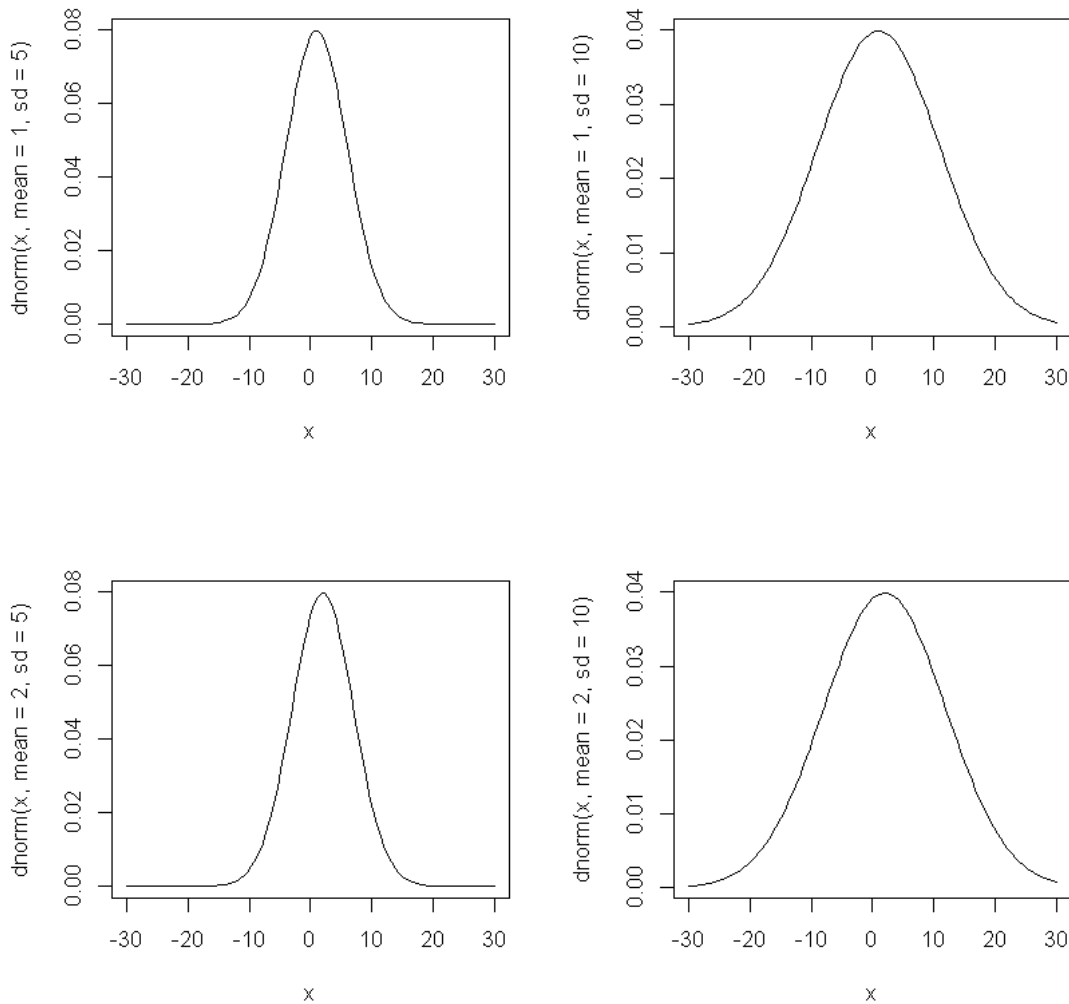 dnorm(x, mean = 1, sd = 5)
0.08
0.06
0.04
0.02
0.00
-30 -20 -10 0 10 20 30
x
dnorm(x, mean = 1, sd = 10)
0.04
0.03
0.02
0.01
0.00
-30 -20 -10 0 10 20 30
x
dnorm(x, mean = 2, sd = 5)
0.08
0.06
0.04
0.02
0.00
-30 -20 -10 0 10 20 30
x
dnorm(x, mean = 2, sd = 10)
0.04
0.03
0.02
0.01
0.00
-30 -20 -10 0 10 20 30
x